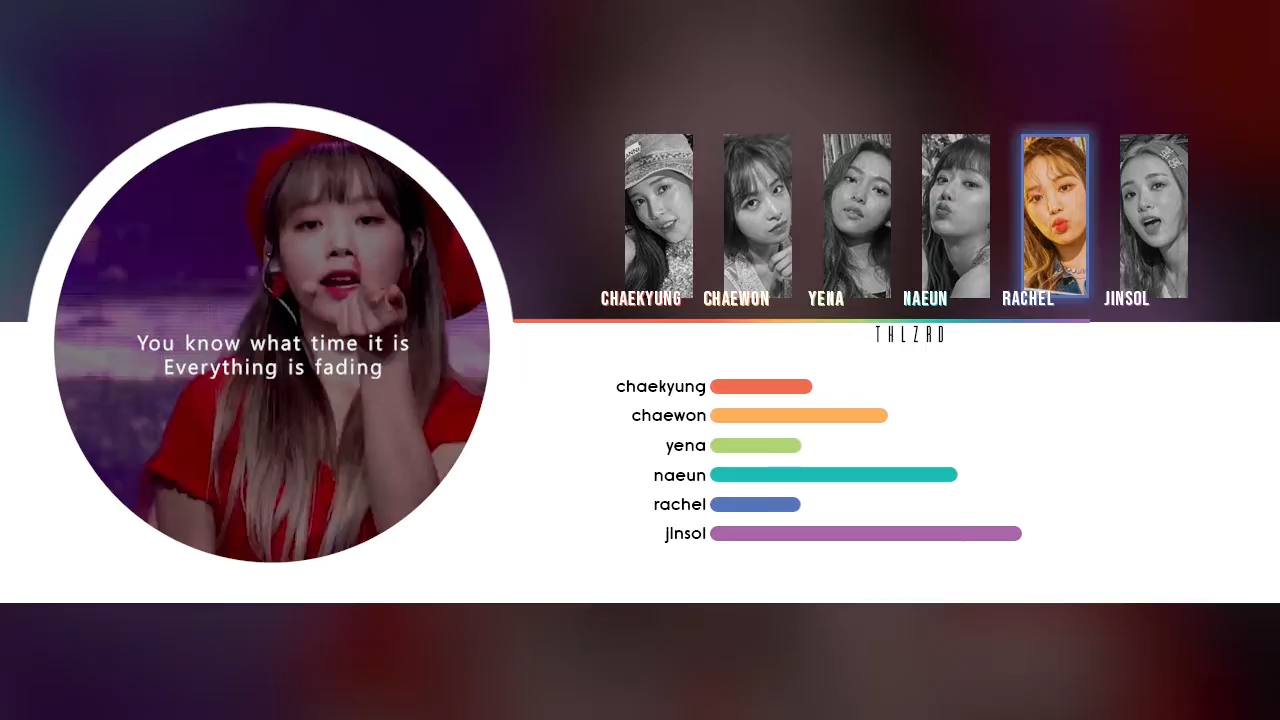 You know what time it is
Everything is fading
CHAEKYUNG CHAEWON YENA NAEUN RACHEL JINSOL
THLZRD
chaekyung
chaewon
yena
naeun
rachel
jinsol